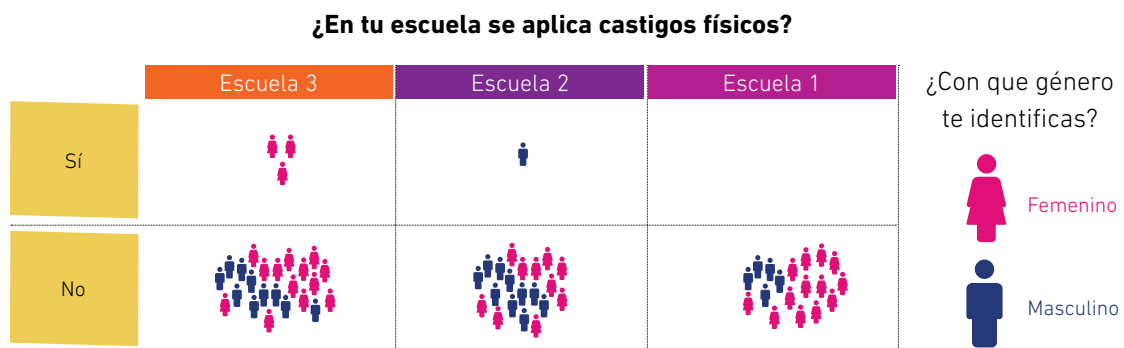 ¿En tu escuela se aplica castigos físicos?
Escuela 3
Escuela 2
Escuela 1
¿Con que género
te identificas?
Sí
Femenino
No
Masculino